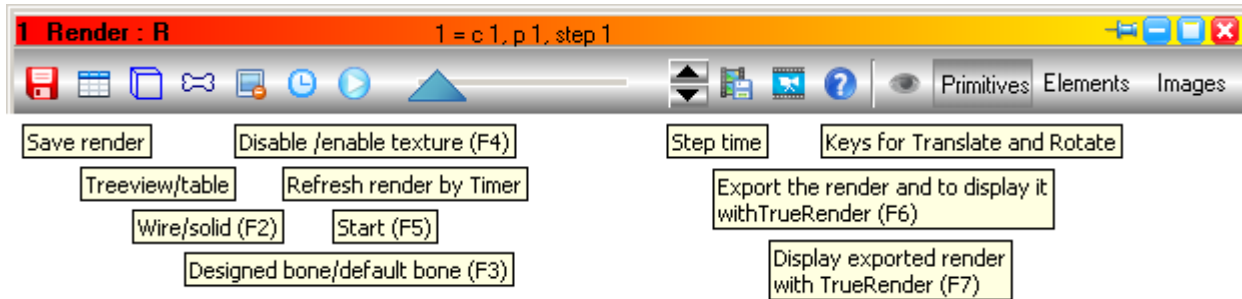 1 Render : R
1 = c 1, p 1, step 1
Primitives Elements Images
Save render
Disable /enable texture (F4)
Step time
Keys for Translate and Rotate
Treeview/table
Refresh render by Timer
Export the render and to display it
withTrueRender (F6)
Wire/solid (F2)
Start (F5)
Designed bone/default bone (F3)
Display exported render
with TrueRender (F7)